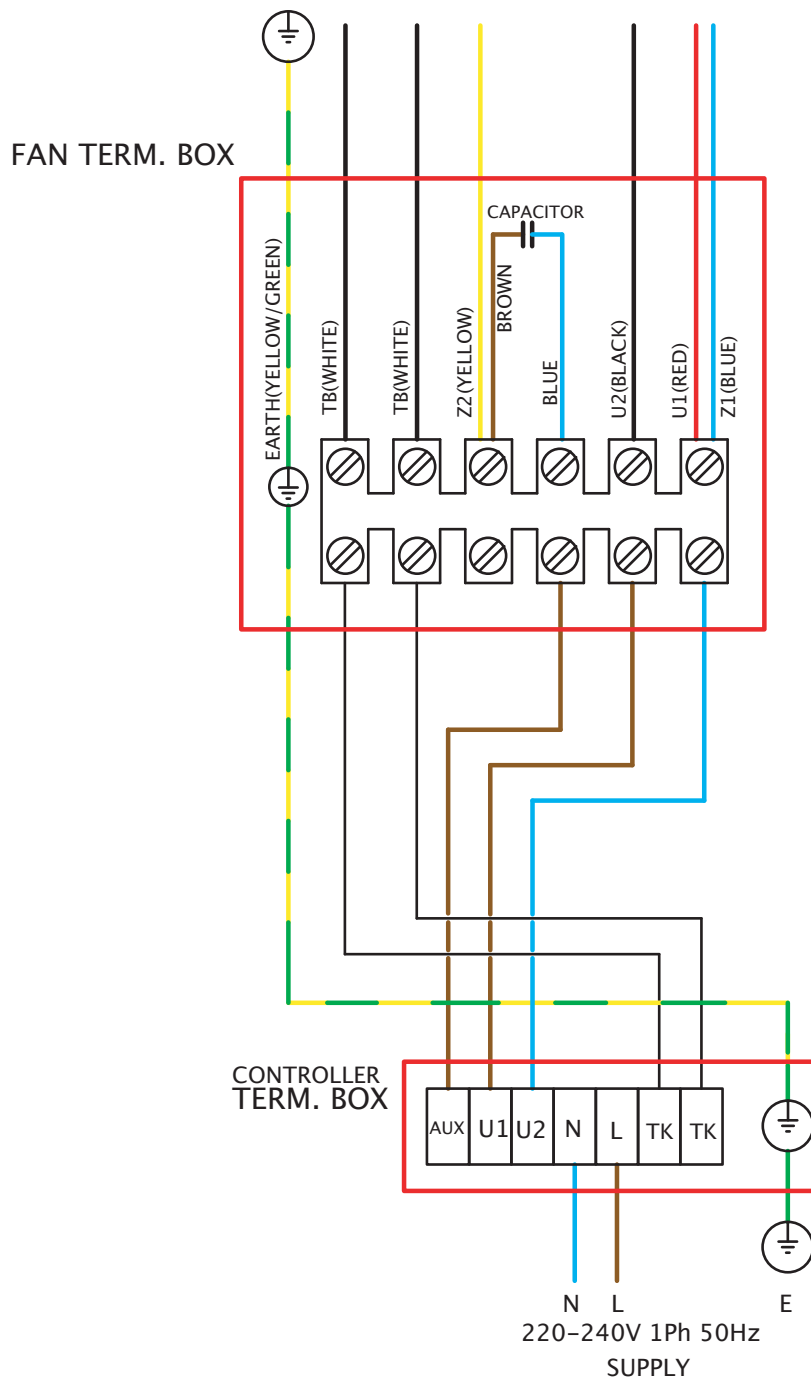 FAN TERM. BOX
CAPACITOR
EARTH(YELLOW/GREEN)
TB(WHITE)
TB(WHITE)
Z2(YELLOW)
BROWN
BLUE
U2(BLACK)
U1(RED)
Z1(BLUE)
CONTROLLER
TERM. BOX
AUX U1 U2 N L TK TK
N L E
220-240V 1Ph 50Hz
SUPPLY